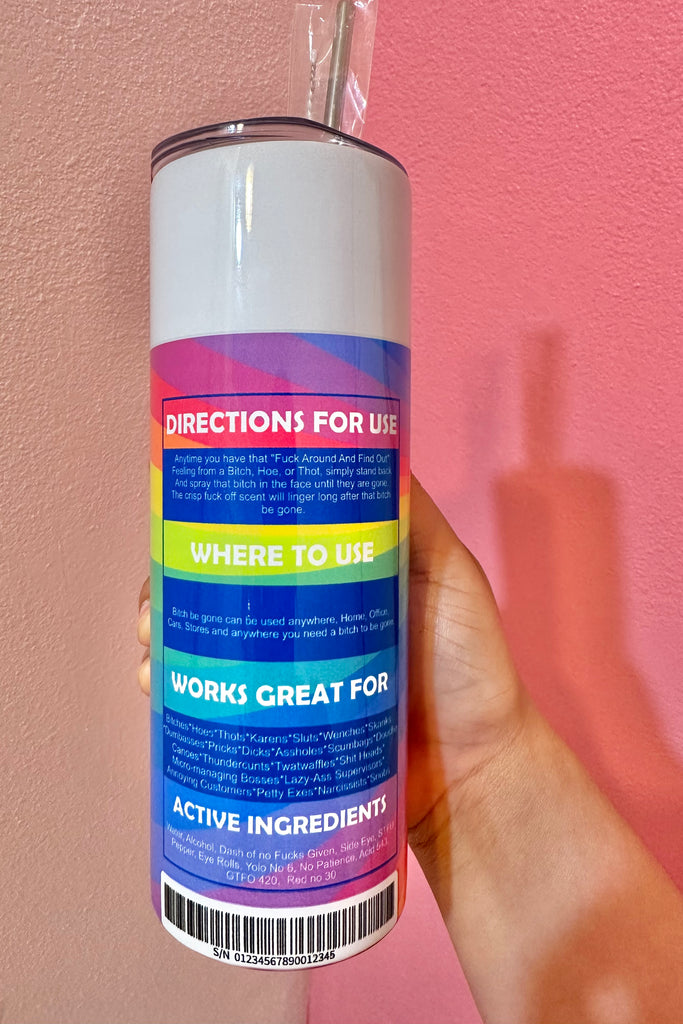 DIRECTIONS FOR USE
Anytime you have that "Fuck Around And Find Out"
Feeling from a Bitch, Hoe, or Thot, simply stand back
And spray that bitch in the face until they are gone.
The crisp fuck off scent will linger long after that bitch
be gone.
WHERE TO USE
Bitch be gone can be used anywhere, Home, Office,
Cars, Stores and anywhere you need a bitch to be gone.
WORKS GREAT FOR
Bitches*Hoes*Thots*Karens*Sluts*Wenches*Skanks
*Dumbasses*Pricks*Dicks*Assholes*Scumbags*
Canoes*Thundercunts*Twatwaffles*Shit Heads*
Micro-managing Bosses*Lazy-Ass Supervisors*
Annoying Customers*Petty Exes*Narcissists*Snobs
ACTIVE INGREDIENTS
Water, Alcohol, Dash of no Fucks Given, Side Eye, STFU
Pepper, Eye Rolls, Yolo No 6, No Patience, Acid 643,
GTFO 420, Red no 30
S/N 01234567890012345